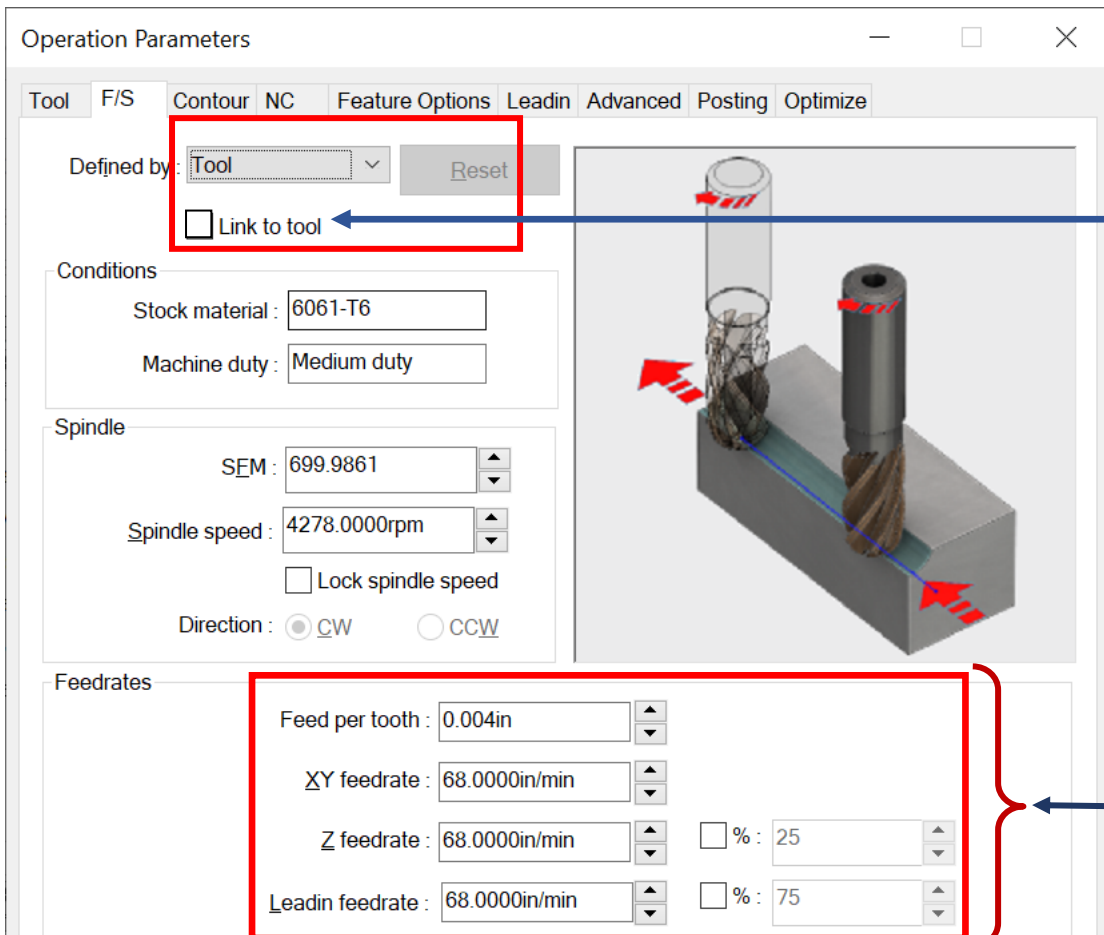 Operation Parameters
Tool F/S Contour NC Feature Options Leadin Advanced Posting Optimize
Defined by : Tool Reset
Link to tool
Conditions
Stock material : 6061-T6
Machine duty : Medium duty
Spindle
SFM : 699.9861
Spindle speed : 4278.0000rpm
Lock spindle speed
Direction : CW CCW
Feedrates
Feed per tooth : 0.004in
XY feedrate : 68.0000in/min
Z feedrate : 68.0000in/min % : 25
Leadin feedrate : 68.0000in/min % : 75